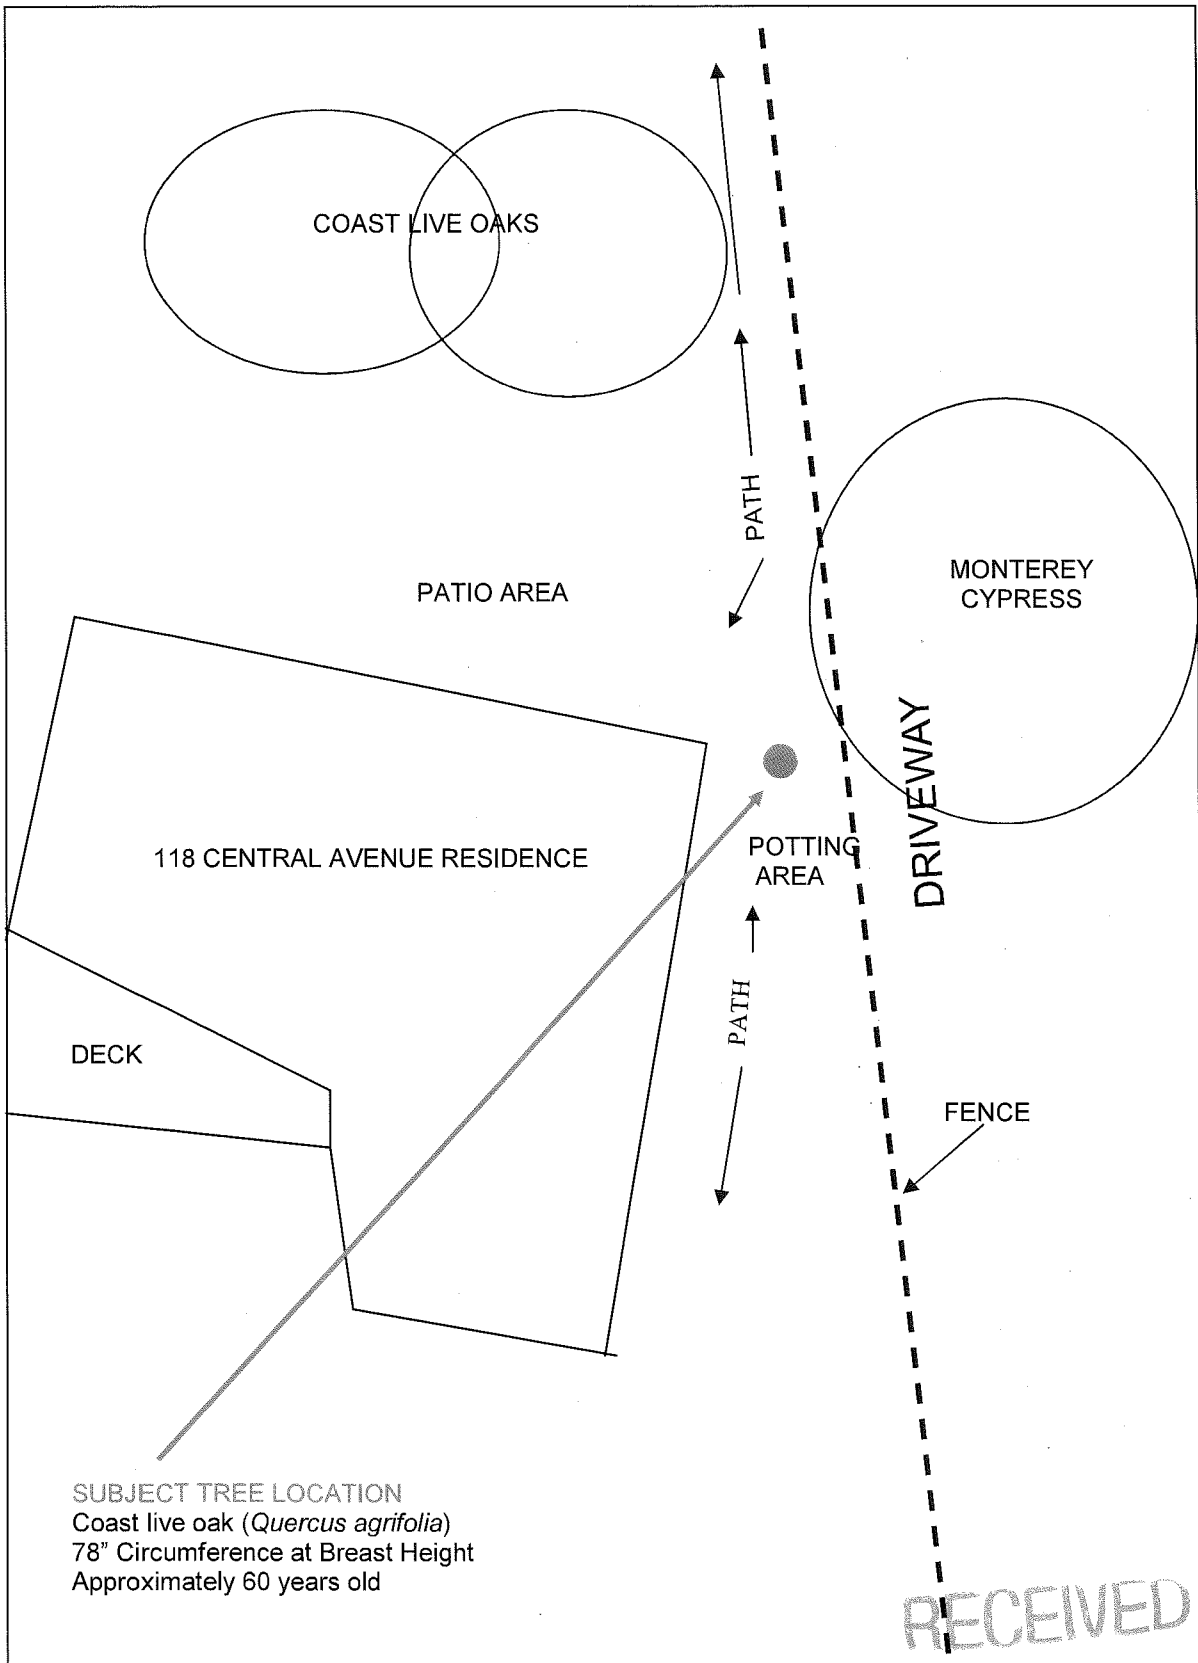 COAST LIVE OAKS
PATH
MONTEREY
CYPRESS
PATIO AREA
DRIVEWAY
118 CENTRAL AVENUE RESIDENCE
POTTING
AREA
PATH
DECK
FENCE
SUBJECT TREE LOCATION
Coast live oak (Quercus agrifolia)
78” Circumference at Breast Height
Approximately 60 years old
RECEIVED